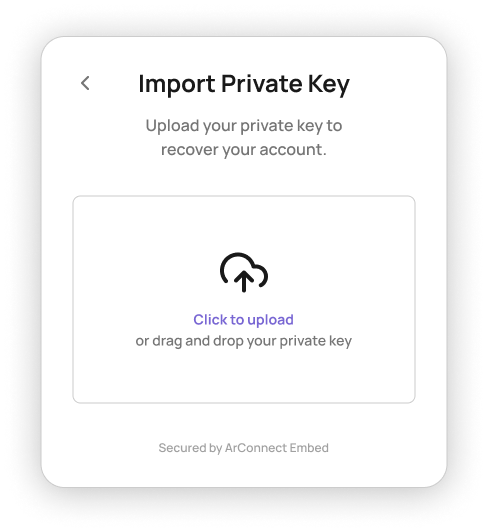 Import Private Key
Upload your private key to
recover your account.
Click to upload
or drag and drop your private key
Secured by ArConnect Embed